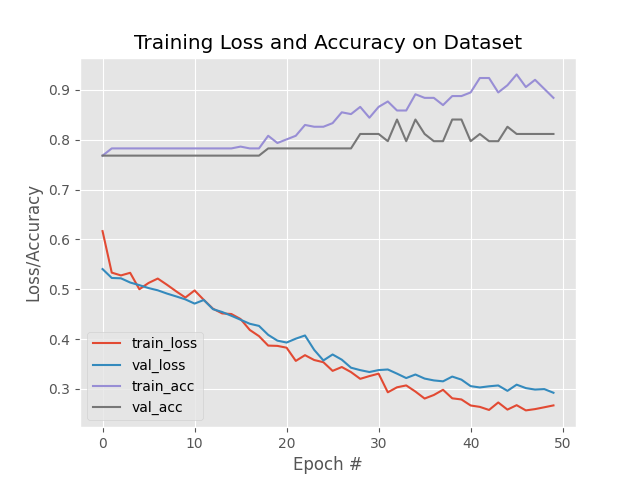 Training Loss and Accuracy on Dataset
Loss/Accuracy
0.9
0.8
0.7
0.6
0.5
0.4
0.3
train_loss
val_loss
train_acc
val_acc
0 10 20 30 40 50
Epoch #